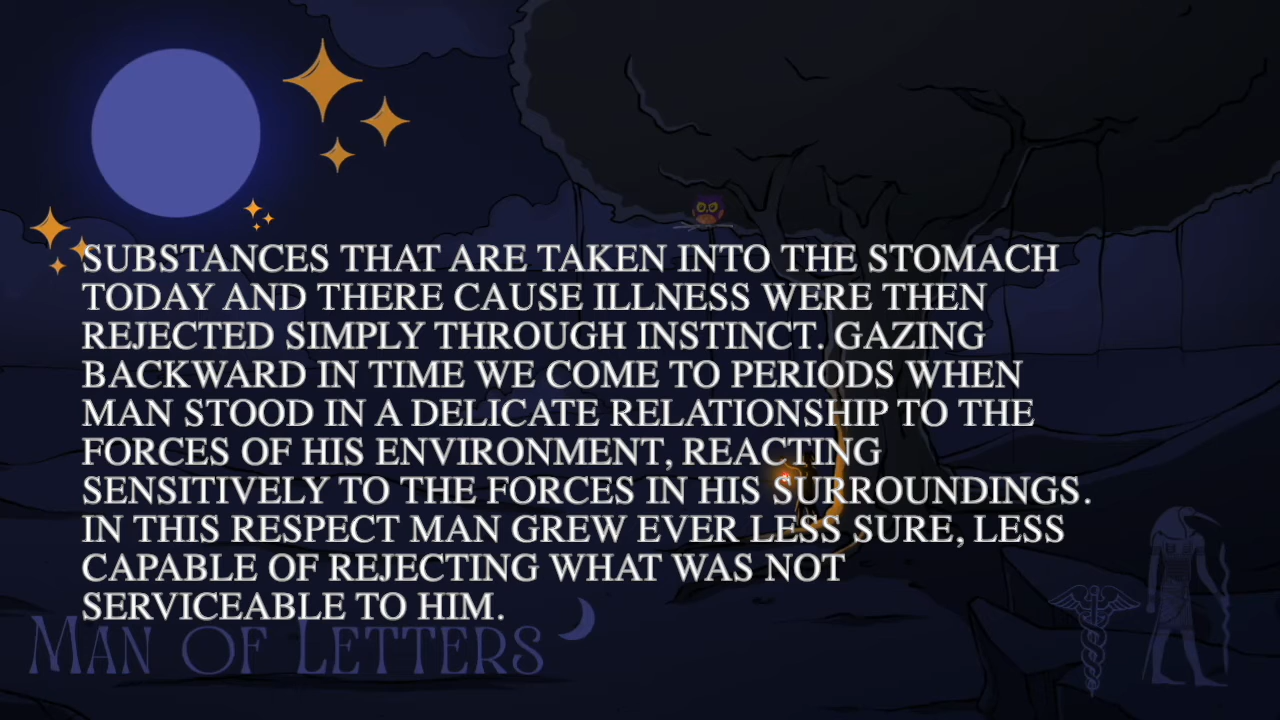 SUBSTANCES THAT ARE TAKEN INTO THE STOMACH
TODAY AND THERE CAUSE ILLNESS WERE THEN
REJECTED SIMPLY THROUGH INSTINCT. GAZING
BACKWARD IN TIME WE COME TO PERIODS WHEN
MAN STOOD IN A DELICATE RELATIONSHIP TO THE
FORCES OF HIS ENVIRONMENT, REACTING
SENSITIVELY TO THE FORCES IN HIS SURROUNDINGS.
IN THIS RESPECT MAN GREW EVER LESS SURE, LESS
CAPABLE OF REJECTING WHAT WAS NOT
SERVICEABLE TO HIM.
MAN OF LETTERS